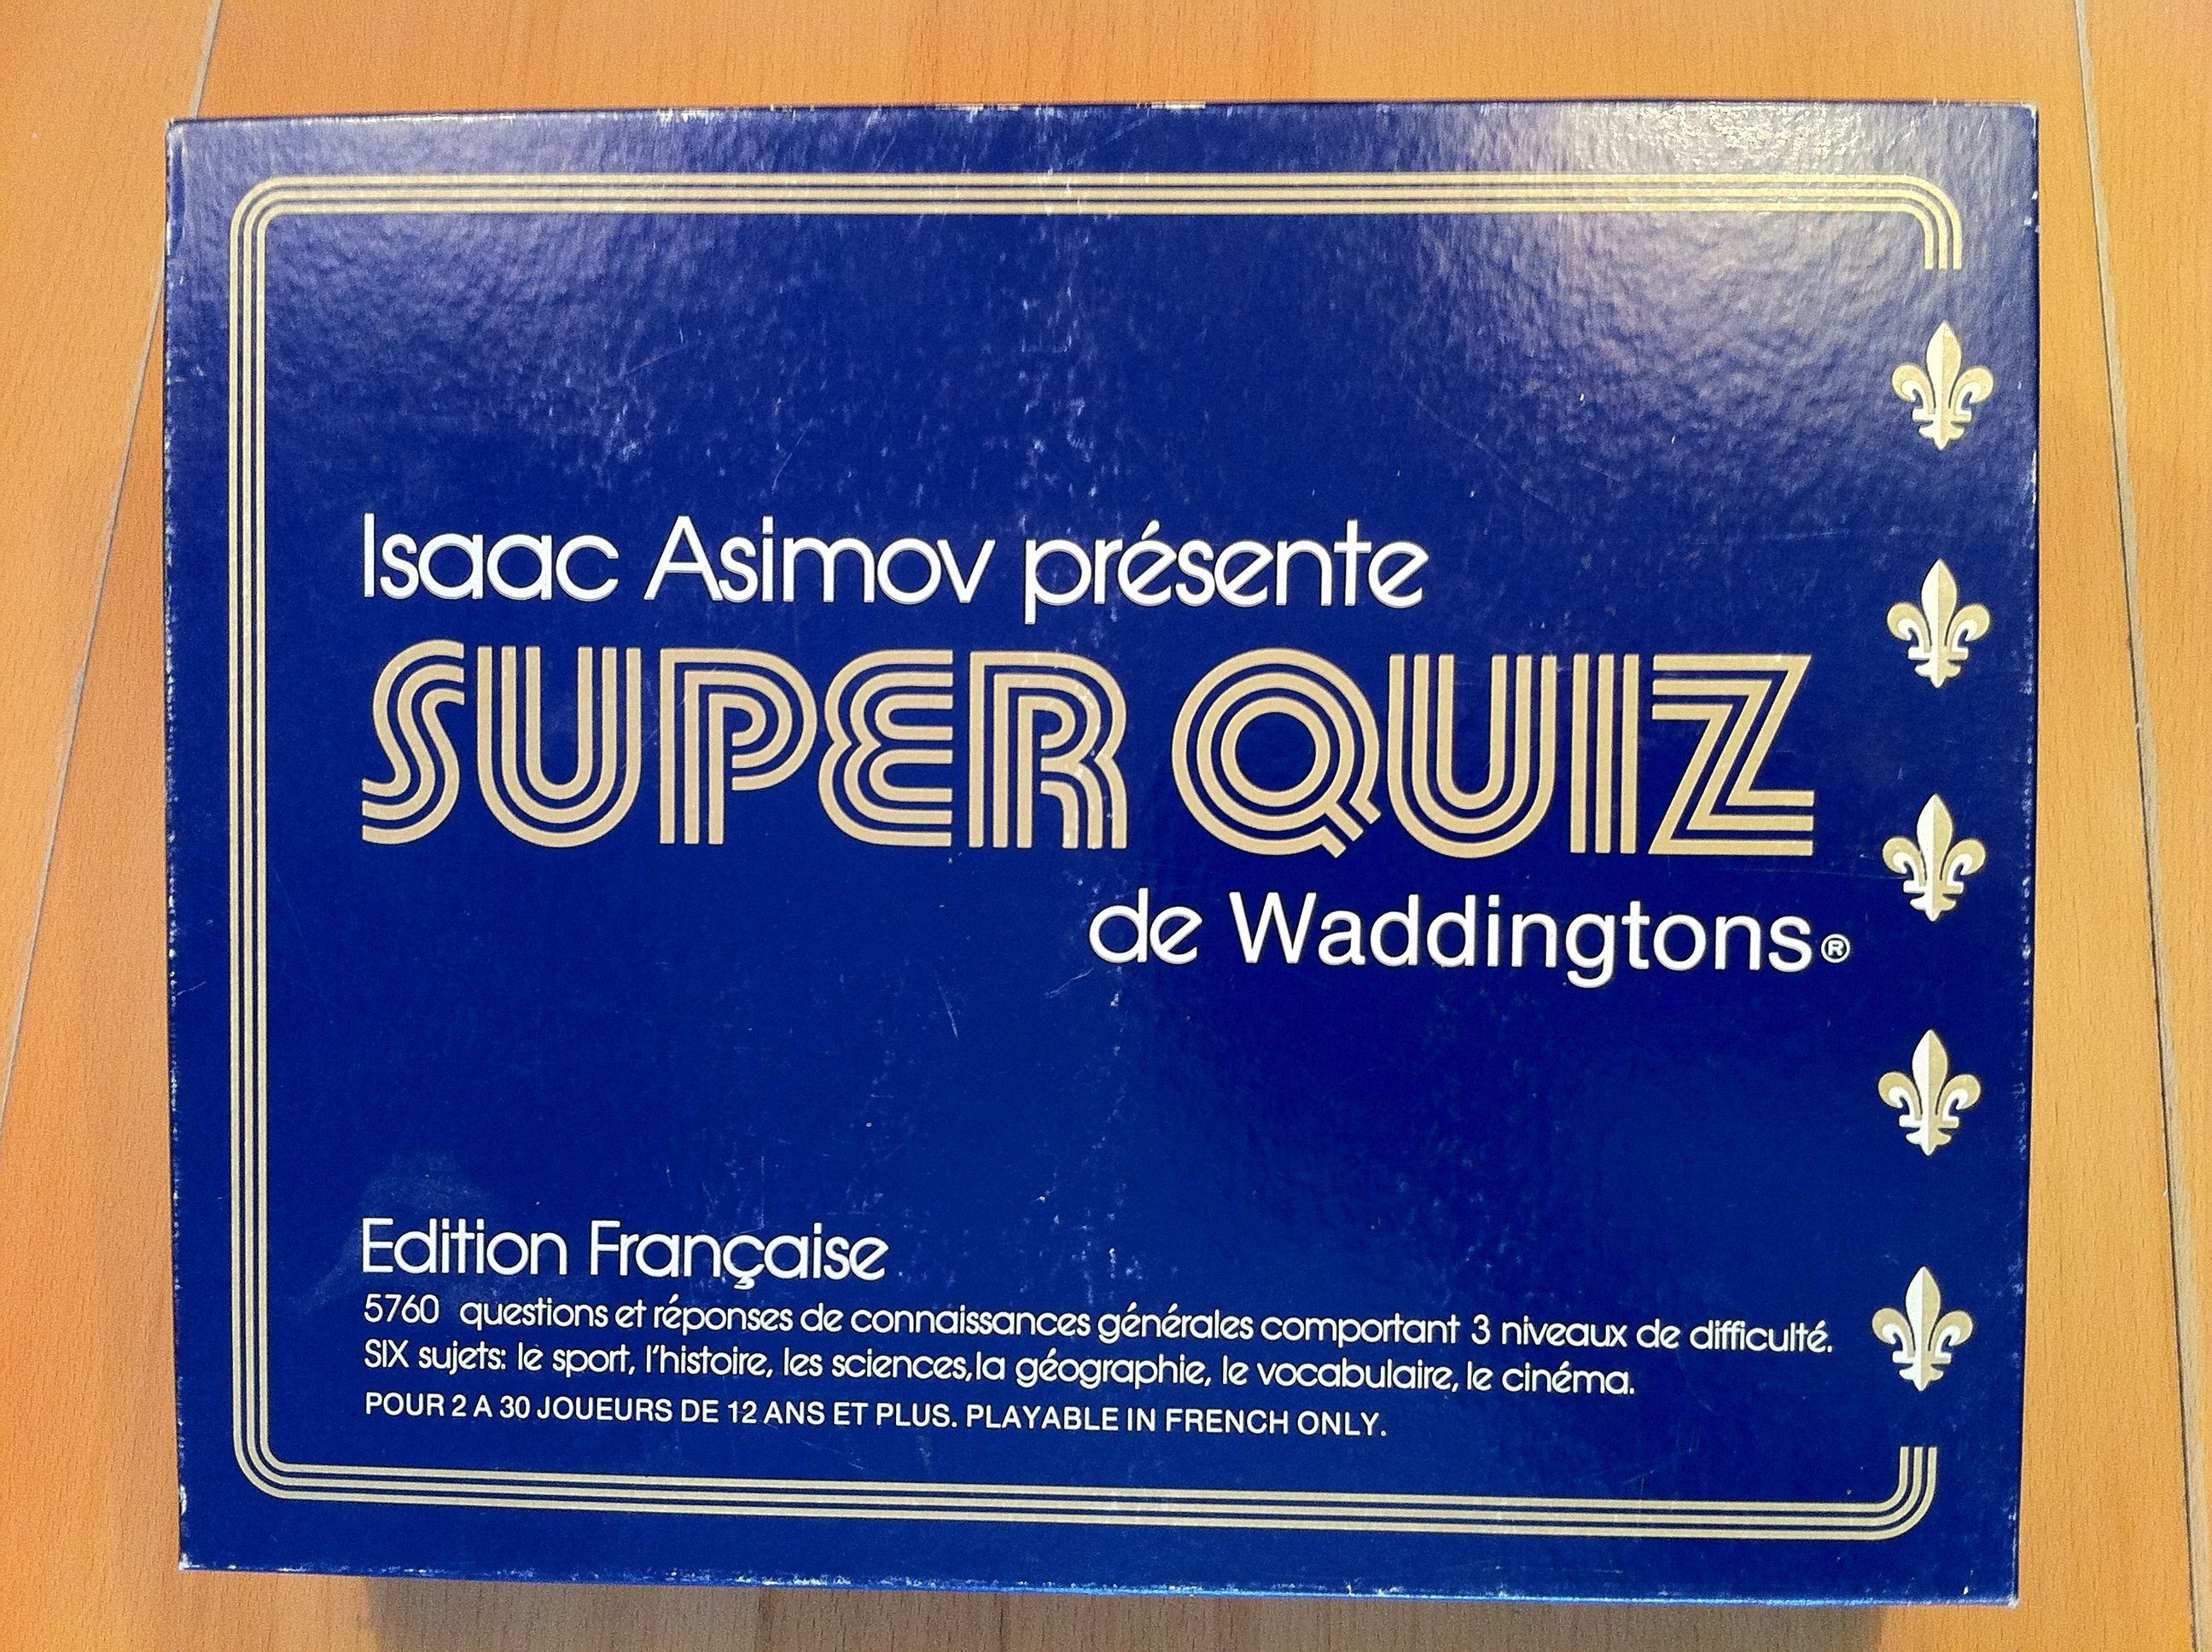 Isaac Asimov présente
SUPER QUIZ
de Waddingtons®
Edition Française
5760 questions et réponses de connaissances générales comportant 3 niveaux de difficulté.
SIX sujets: le sport, l'histoire, les sciences, la géographie, le vocabulaire, le cinéma.
POUR 2 A 30 JOUEURS DE 12 ANS ET PLUS. PLAYABLE IN FRENCH ONLY.